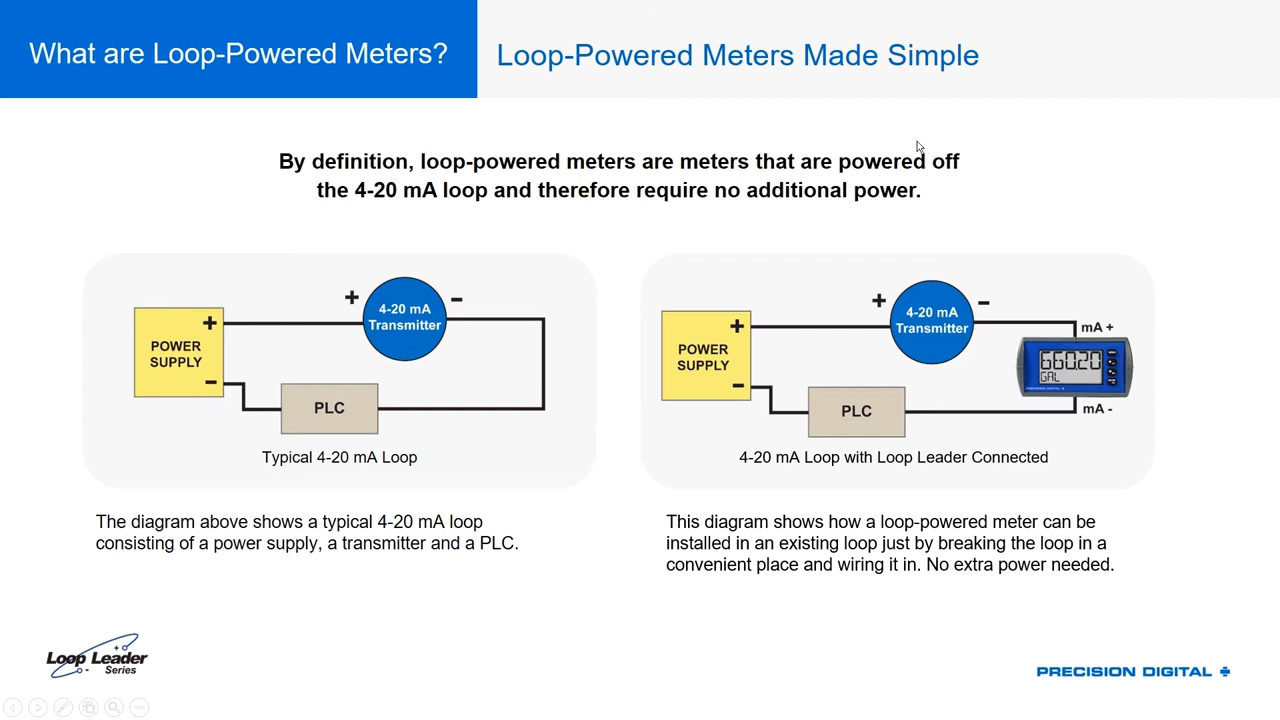 What are Loop-Powered Meters?
Loop-Powered Meters Made Simple
By definition, loop-powered meters are meters that are powered off
the 4-20 mA loop and therefore require no additional power.
+
-
4-20 mA
Transmitter
+
POWER
SUPPLY
-
PLC
Typical 4-20 mA Loop
+
-
4-20 mA
Transmitter
+
POWER
SUPPLY
-
mA +
660.20
GAL
PRECISION DIGITAL
mA -
PLC
4-20 mA Loop with Loop Leader Connected
The diagram above shows a typical 4-20 mA loop
consisting of a power supply, a transmitter and a PLC.
This diagram shows how a loop-powered meter can be
installed in an existing loop just by breaking the loop in a
convenient place and wiring it in. No extra power needed.
Loop Leader
Series
PRECISION DIGITAL